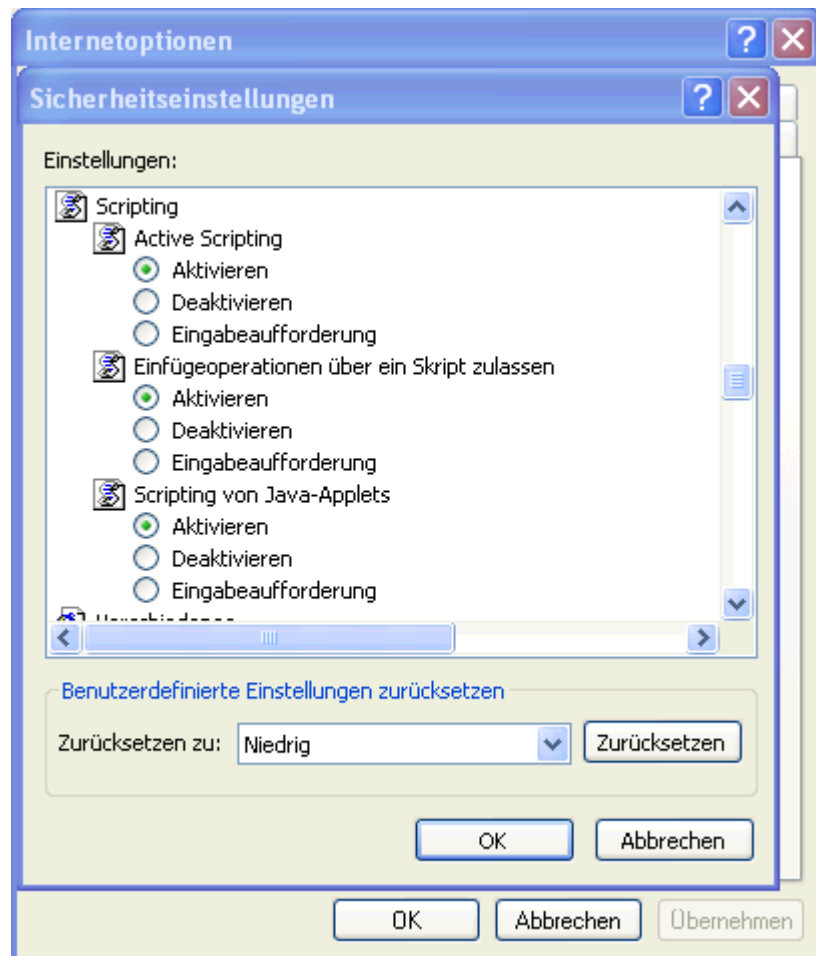 Internetoptionen
Sicherheitseinstellungen
Einstellungen:
Scripting
Active Scripting
Aktivieren
Deaktivieren
Eingabeaufforderung
Einfügeoperationen über ein Skript zulassen
Aktivieren
Deaktivieren
Eingabeaufforderung
Scripting von Java-Applets
Aktivieren
Deaktivieren
Eingabeaufforderung
Benutzerdefinierte Einstellungen zurücksetzen
Zurücksetzen zu: Niedrig Zurücksetzen
OK Abbrechen
OK Abbrechen Übernehmen